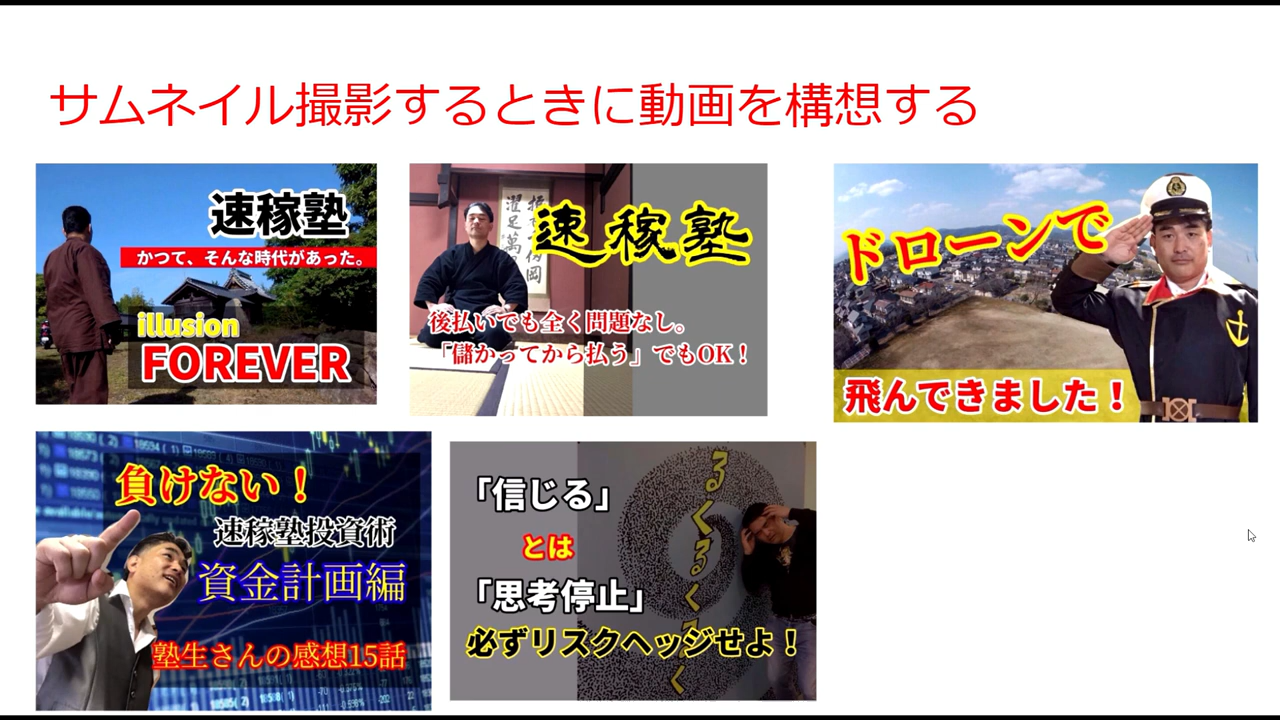 サムネイル撮影するときに動画を構想する
速稼塾
かつて、そんな時代があった。
illusion
FOREVER
速稼塾
後払いでも全く問題なし。
「儲かってから払う」でもOK！
ドローンで
飛んできました！
負けない！
速稼塾投資術
資金計画編
塾生さんの感想15話
「信じる」
とは
「思考停止」
必ずリスクヘッジせよ！
るくるくるく